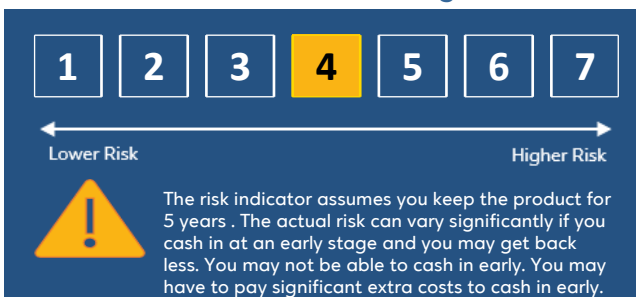 1 2 3 4 5 6 7
Lower Risk Higher Risk
!
The risk indicator assumes you keep the product for
5 years . The actual risk can vary significantly if you
cash in at an early stage and you may get back
less. You may not be able to cash in early. You may
have to pay significant extra costs to cash in early.